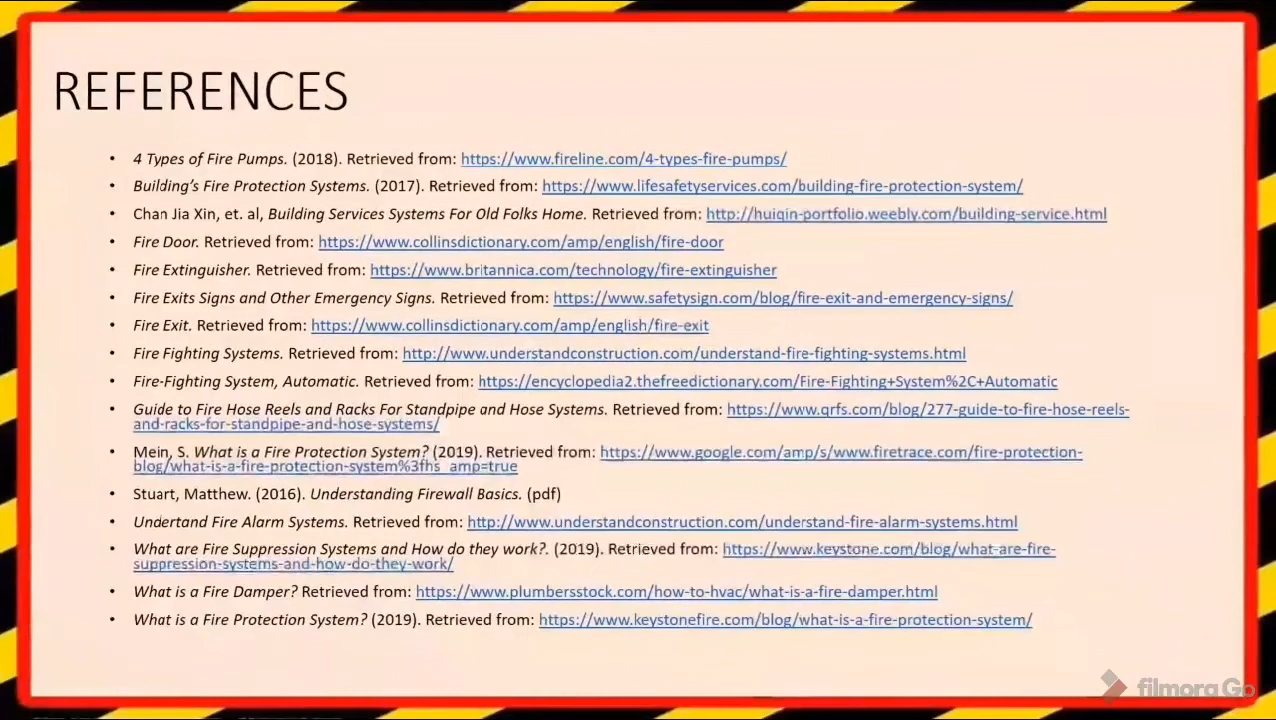 REFERENCES
• 4 Types of Fire Pumps. (2018). Retrieved from: https://www.fireline.com/4-types-fire-pumps/
• Building's Fire Protection Systems. (2017). Retrieved from: https://www.lifesafetyservices.com/building-fire-protection-system/
• Chan Jia Xin, et. al, Building Services Systems For Old Folks Home. Retrieved from: http://huiqin-portfolio.weebly.com/building-service.html
• Fire Door. Retrieved from: https://www.collinsdictionary.com/amp/english/fire-door
• Fire Extinguisher. Retrieved from: https://www.britannica.com/technology/fire-extinguisher
• Fire Exits Signs and Other Emergency Signs. Retrieved from: https://www.safetysign.com/blog/fire-exit-and-emergency-signs/
• Fire Exit. Retrieved from: https://www.collinsdictionary.com/amp/english/fire-exit
• Fire Fighting Systems. Retrieved from: http://www.understandconstruction.com/understand-fire-fighting-systems.html
• Fire-Fighting System, Automatic. Retrieved from: https://encyclopedia2.thefreedictionary.com/Fire-Fighting+System%2C+Automatic
• Guide to Fire Hose Reels and Racks For Standpipe and Hose Systems. Retrieved from: https://www.qrfs.com/blog/277-guide-to-fire-hose-reels-
and-racks-for-standpipe-and-hose-systems/
• Mein, S. What is a Fire Protection System? (2019). Retrieved from: https://www.google.com/amp/s/www.firetrace.com/fire-protection-
blog/what-is-a-fire-protection-system%3fhs_amp=true
• Stuart, Matthew. (2016). Understanding Firewall Basics. (pdf)
• Undertand Fire Alarm Systems. Retrieved from: http://www.understandconstruction.com/understand-fire-alarm-systems.html
• What are Fire Suppression Systems and How do they work?. (2019). Retrieved from: https://www.keystone.com/blog/what-are-fire-
suppression-systems-and-how-do-they-work/
• What is a Fire Damper? Retrieved from: https://www.plumbersstock.com/how-to-hvac/what-is-a-fire-damper.html
• What is a Fire Protection System? (2019). Retrieved from: https://www.keystonefire.com/blog/what-is-a-fire-protection-system/
filmoraGo